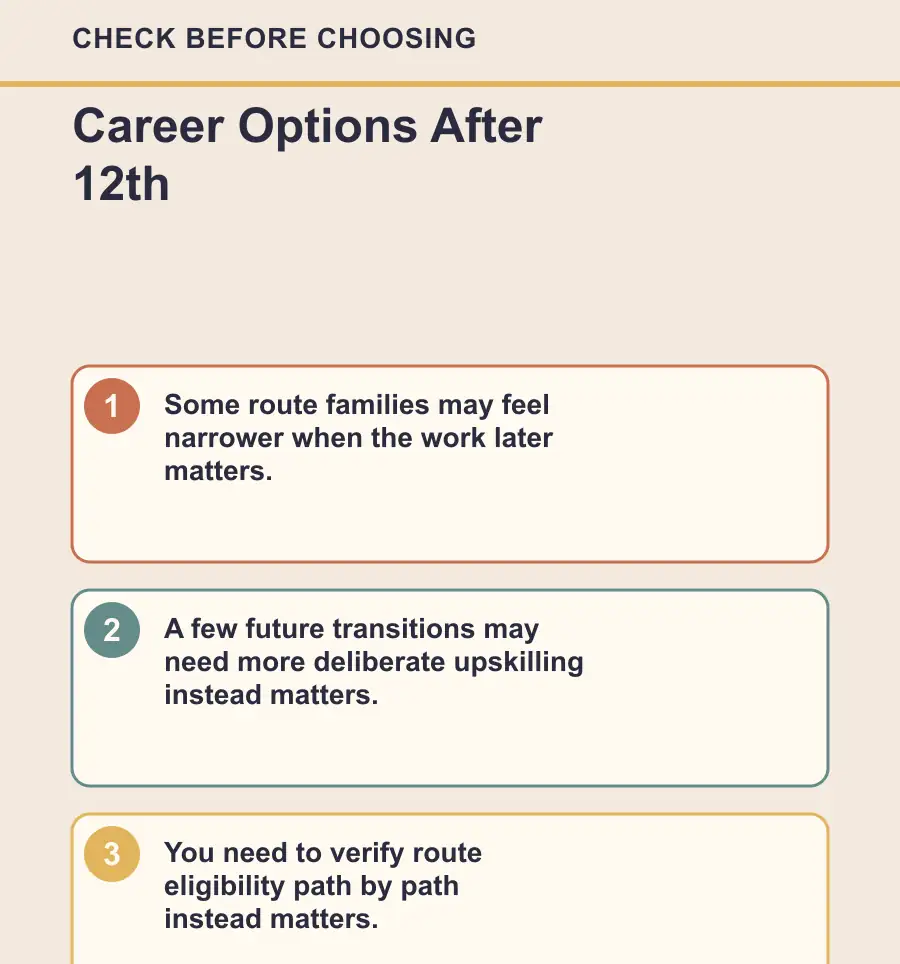 CHECK BEFORE CHOOSING
Career Options After
12th
1
Some route families may feel
narrower when the work later
matters.
2
A few future transitions may
need more deliberate upskilling
instead matters.
3
You need to verify route
eligibility path by path
instead matters.